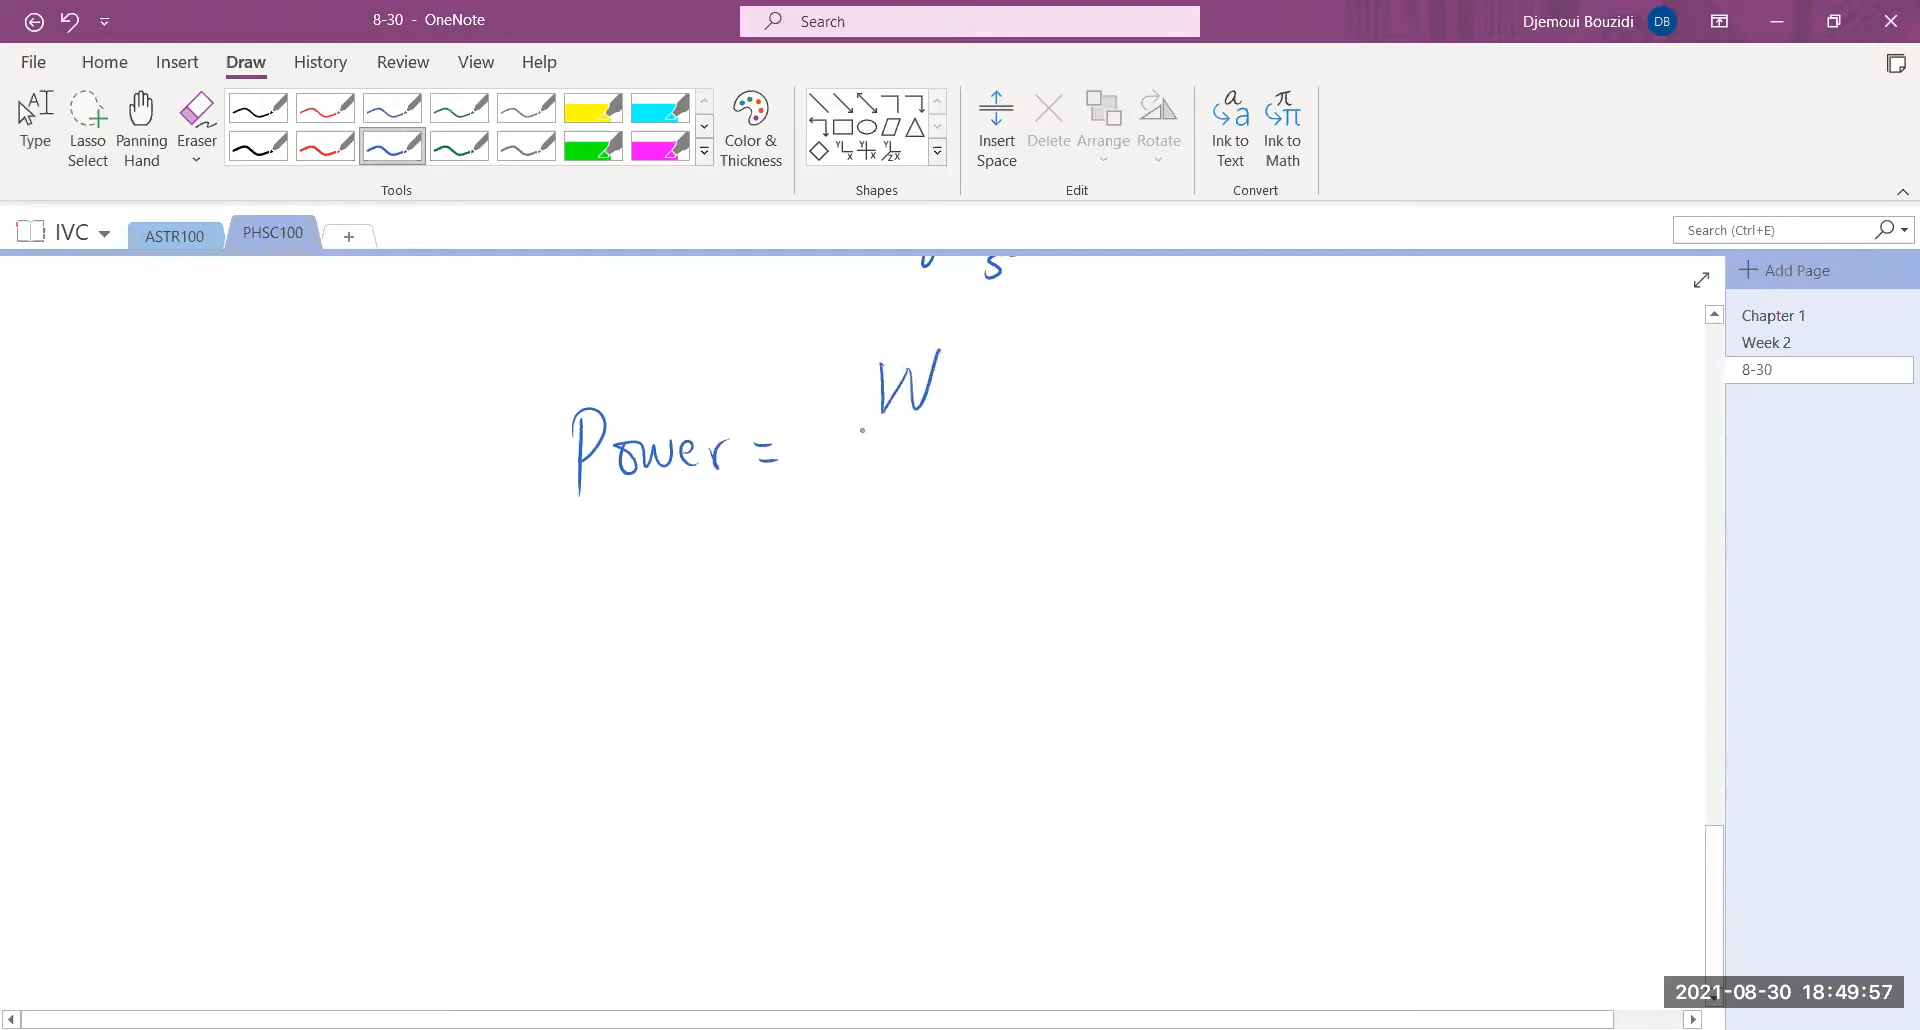 8-30 - OneNote
Search
Djemoui Bouzidi DB
File Home Insert Draw History Review View Help
Type
Lasso Select
Panning Hand
Eraser
Color & Thickness
Insert Space
Delete
Arrange
Rotate
Ink to Text
Ink to Math
Tools Shapes Edit Convert
IVC ASTR100 PHSC100 +
Search (Ctrl+E)
Add Page
Chapter 1
Week 2
8-30
W
Power =
2021-08-30 18:49:57